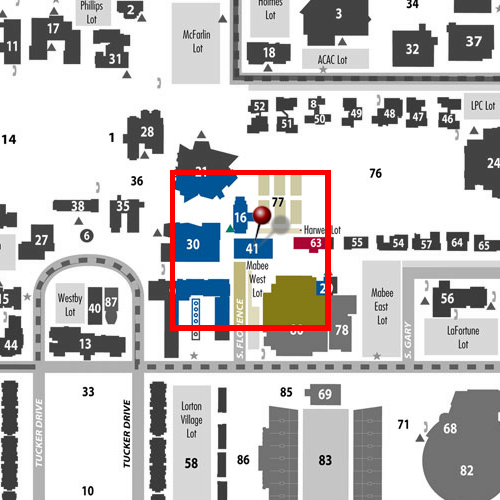 Phillips
Lot
2
Holmes
Lot
34
3
11
17
McFarlin
Lot
18
32
37
31
ACAC Lot
52
8
LPC Lot
51
50
49
48
47
46
14
1
28
24
21
76
36
38
35
16
77
6
27
30
41
Harwell Lot
63
55
54
57
64
65
Mabee
West
Lot
15
Westby
Lot
40
87
29
Mabee
East
Lot
56
S. FLORENCE
80
78
S. GARY
LaFortune
Lot
44
13
33
TUCKER DRIVE
TUCKER DRIVE
Lorton
Village
Lot
85
69
71
68
58
86
83
82
10